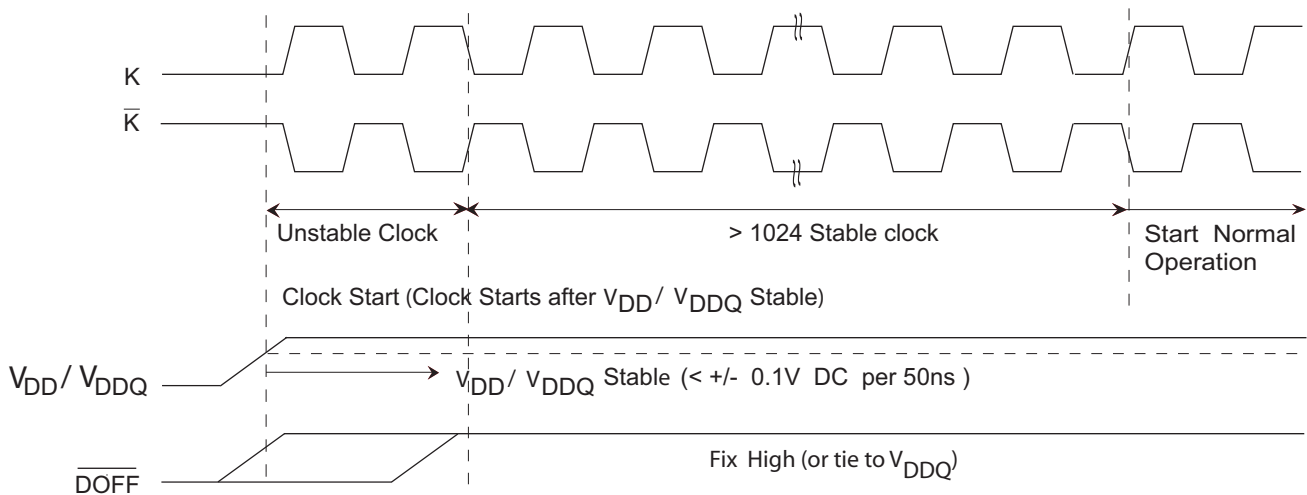 K
K̅
Unstable Clock
> 1024 Stable clock
Start Normal
Operation
Clock Start (Clock Starts after VDD/ VDDQ Stable)
VDD/ VDDQ
VDD/ VDDQ Stable (< +/- 0.1V DC per 50ns )
Fix High (or tie to VDDQ)
D̅O̅F̅F̅